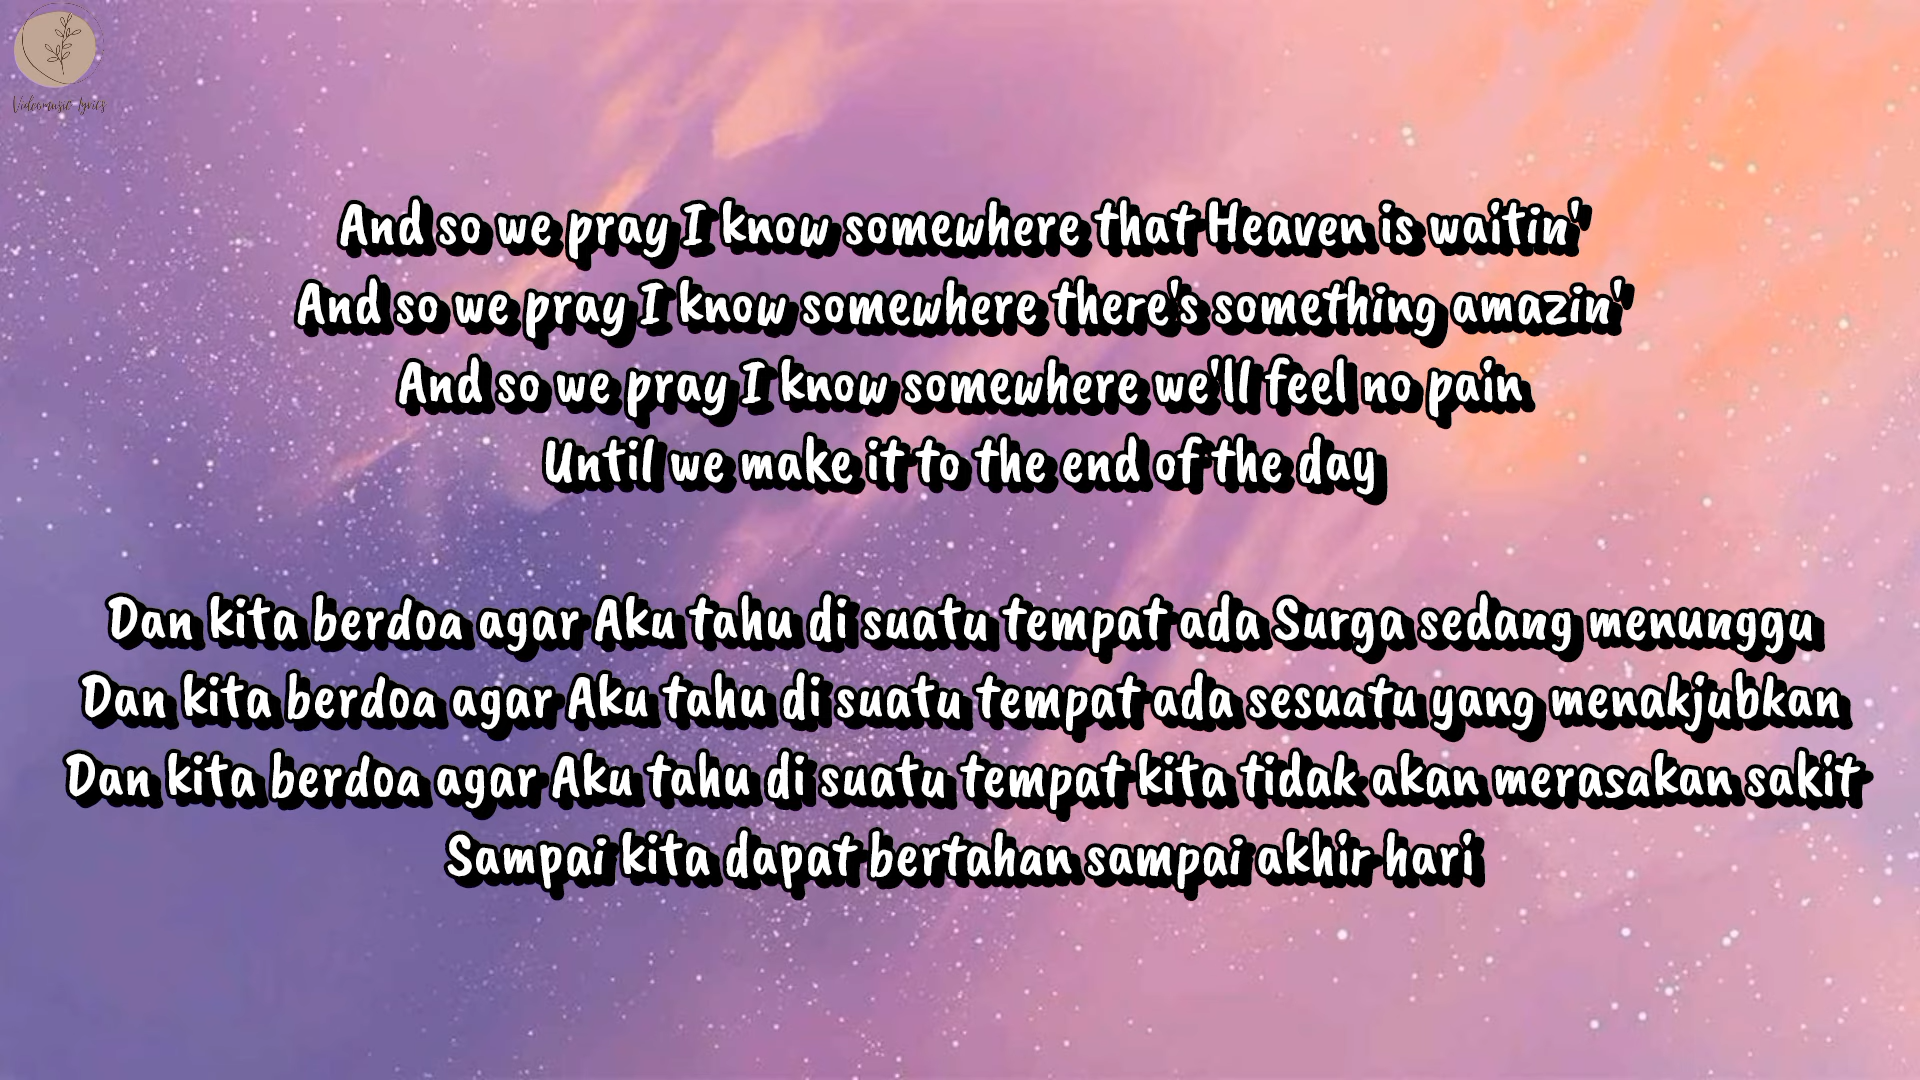 Videomusic lyrics
And so we pray I know somewhere that Heaven is waitin'
And so we pray I know somewhere there's something amazin'
And so we pray I know somewhere we'll feel no pain
Until we make it to the end of the day
Dan kita berdoa agar Aku tahu di suatu tempat ada Surga sedang menunggu
Dan kita berdoa agar Aku tahu di suatu tempat ada sesuatu yang menakjubkan
Dan kita berdoa agar Aku tahu di suatu tempat kita tidak akan merasakan sakit
Sampai kita dapat bertahan sampai akhir hari